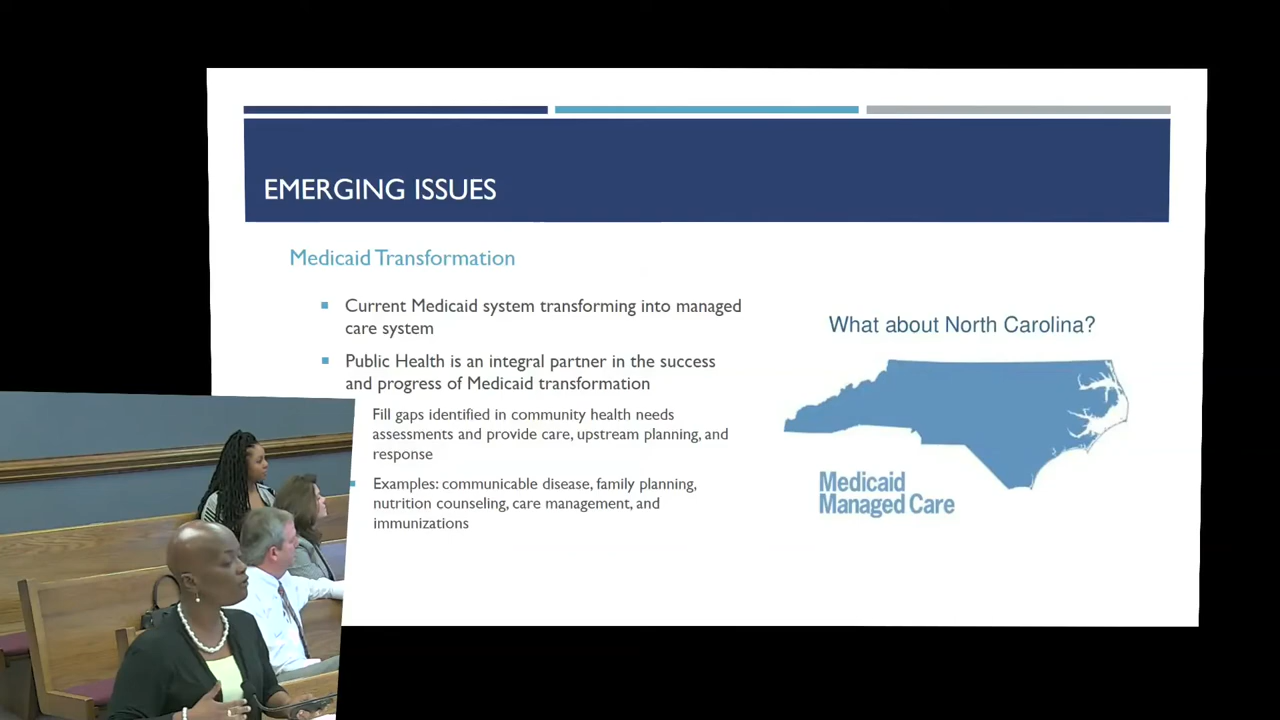 EMERGING ISSUES
Medicaid Transformation
Current Medicaid system transforming into managed
care system
Public Health is an integral partner in the success
and progress of Medicaid transformation
Fill gaps identified in community health needs
assessments and provide care, upstream planning, and
response
Examples: communicable disease, family planning,
nutrition counseling, care management, and
immunizations
What about North Carolina?
Medicaid
Managed Care